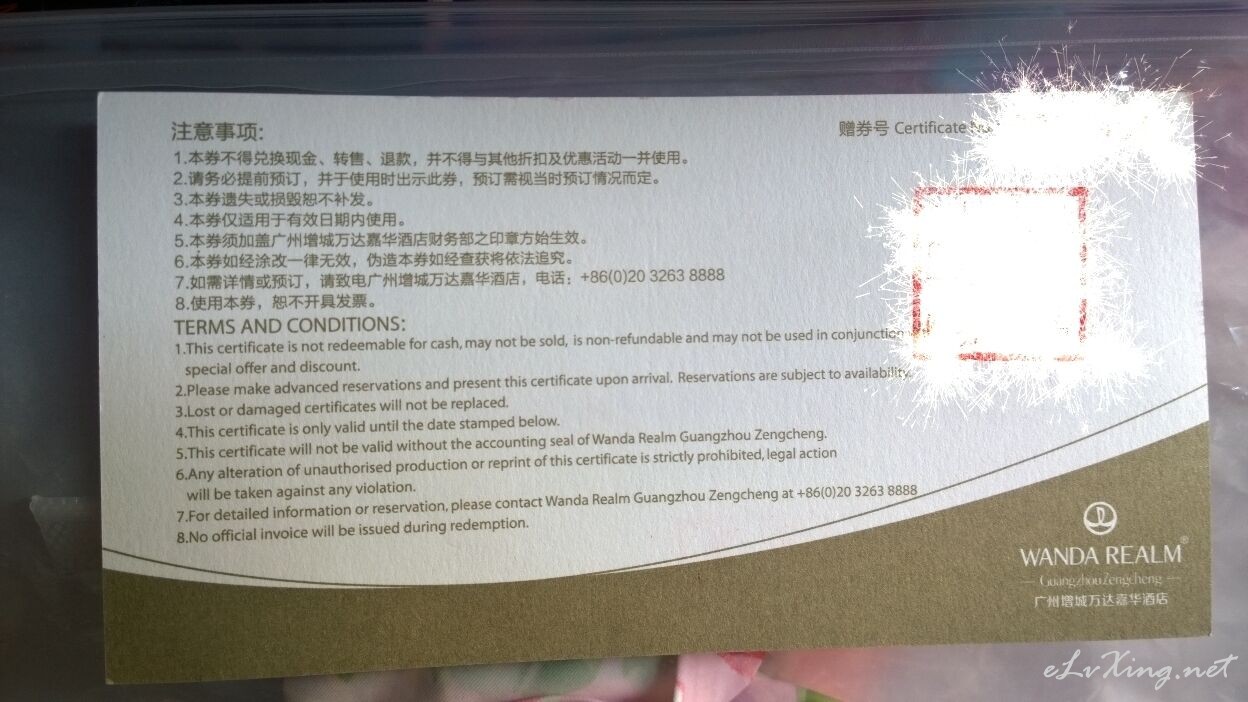 注意事项:
赠券号 Certificate No
1.本券不得兑换现金、转售、退款，并不得与其他折扣及优惠活动一并使用。
2.请务必提前预订，并于使用时出示此券，预订需视当时预订情况而定。
3.本券遗失或损毁恕不补发。
4.本券仅适用于有效日期内使用。
5.本券须加盖广州增城万达嘉华酒店财务部之印章方始生效。
6.本券如经涂改一律无效，伪造本券如经查获将依法追究。
7.如需详情或预订，请致电广州增城万达嘉华酒店，电话：+86(0)20 3263 8888
8.使用本券，恕不开具发票。
TERMS AND CONDITIONS:
1.This certificate is not redeemable for cash, may not be sold, is non-refundable and may not be used in conjunction
special offer and discount.
2.Please make advanced reservations and present this certificate upon arrival. Reservations are subject to availability.
3.Lost or damaged certificates will not be replaced.
4.This certificate is only valid until the date stamped below.
5.This certificate will not be valid without the accounting seal of Wanda Realm Guangzhou Zengcheng.
6.Any alteration of unauthorised production or reprint of this certificate is strictly prohibited, legal action
will be taken against any violation.
7.For detailed information or reservation, please contact Wanda Realm Guangzhou Zengcheng at +86(0)20 3263 8888
8.No official invoice will be issued during redemption.
WANDA REALM®
Guangzhou Zengcheng
广州增城万达嘉华酒店
eLvXing.net